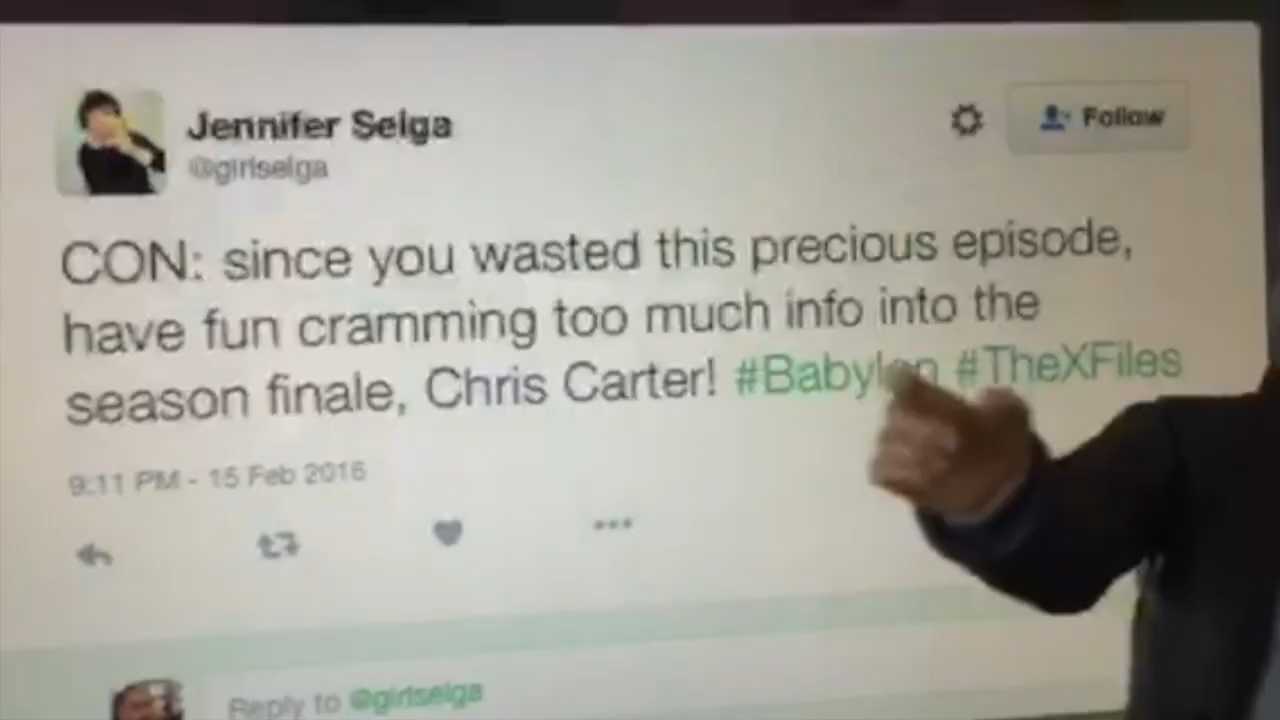 Jennifer Selga
Follow
@girlselga
CON: since you wasted this precious episode,
have fun cramming too much info into the
season finale, Chris Carter! #Babylon #TheXFiles
9:11 PM - 15 Feb 2016
Reply to @girlselga